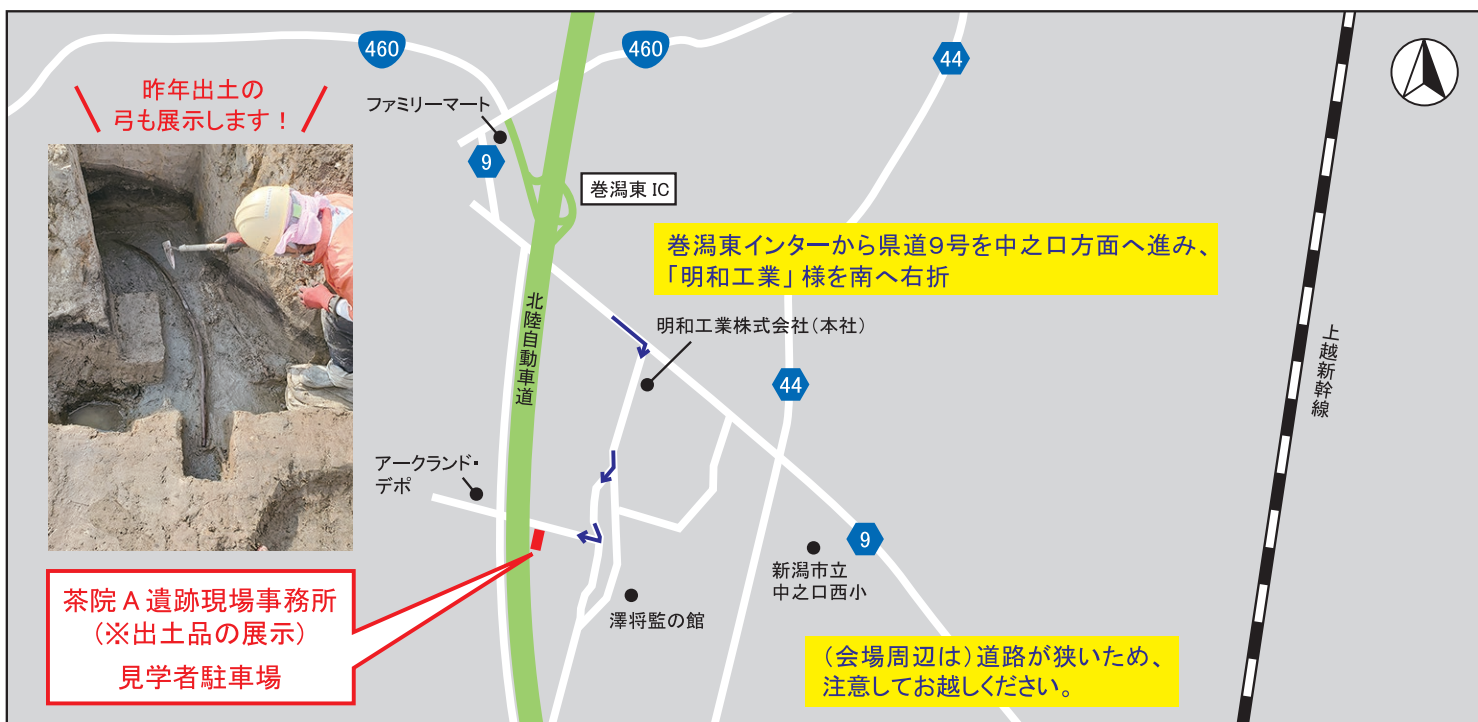 460
460
44
昨年出土の
弓も展示します！
ファミリーマート
9
巻潟東 IC
巻潟東インターから県道９号を中之口方面へ進み、
「明和工業」様を南へ右折
北陸自動車道
明和工業株式会社（本社）
上越新幹線
44
アークランド・
デポ
9
新潟市立
中之口西小
澤将監の館
茶院 A 遺跡現場事務所
（※出土品の展示）
見学者駐車場
（会場周辺は）道路が狭いため、
注意してお越しください。